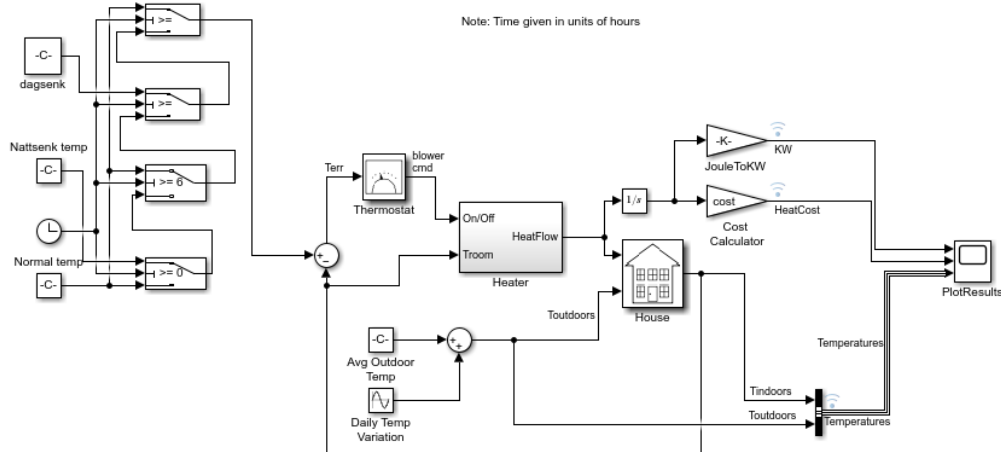 Note: Time given in units of hours
>=
-C-
dagsenk
>=
Nattsenk temp
-C-
>= 6
Normal temp
-C-
>= 0
Terr
blower
cmd
Thermostat
+
−
On/Off
Troom
HeatFlow
Heater
1/s
-K-
KW
JouleToKW
cost
HeatCost
Cost
Calculator
House
PlotResults
Toutdoors
-C-
Avg Outdoor
Temp
+
+
Daily Temp
Variation
Temperatures
Tindoors
Toutdoors
Temperatures